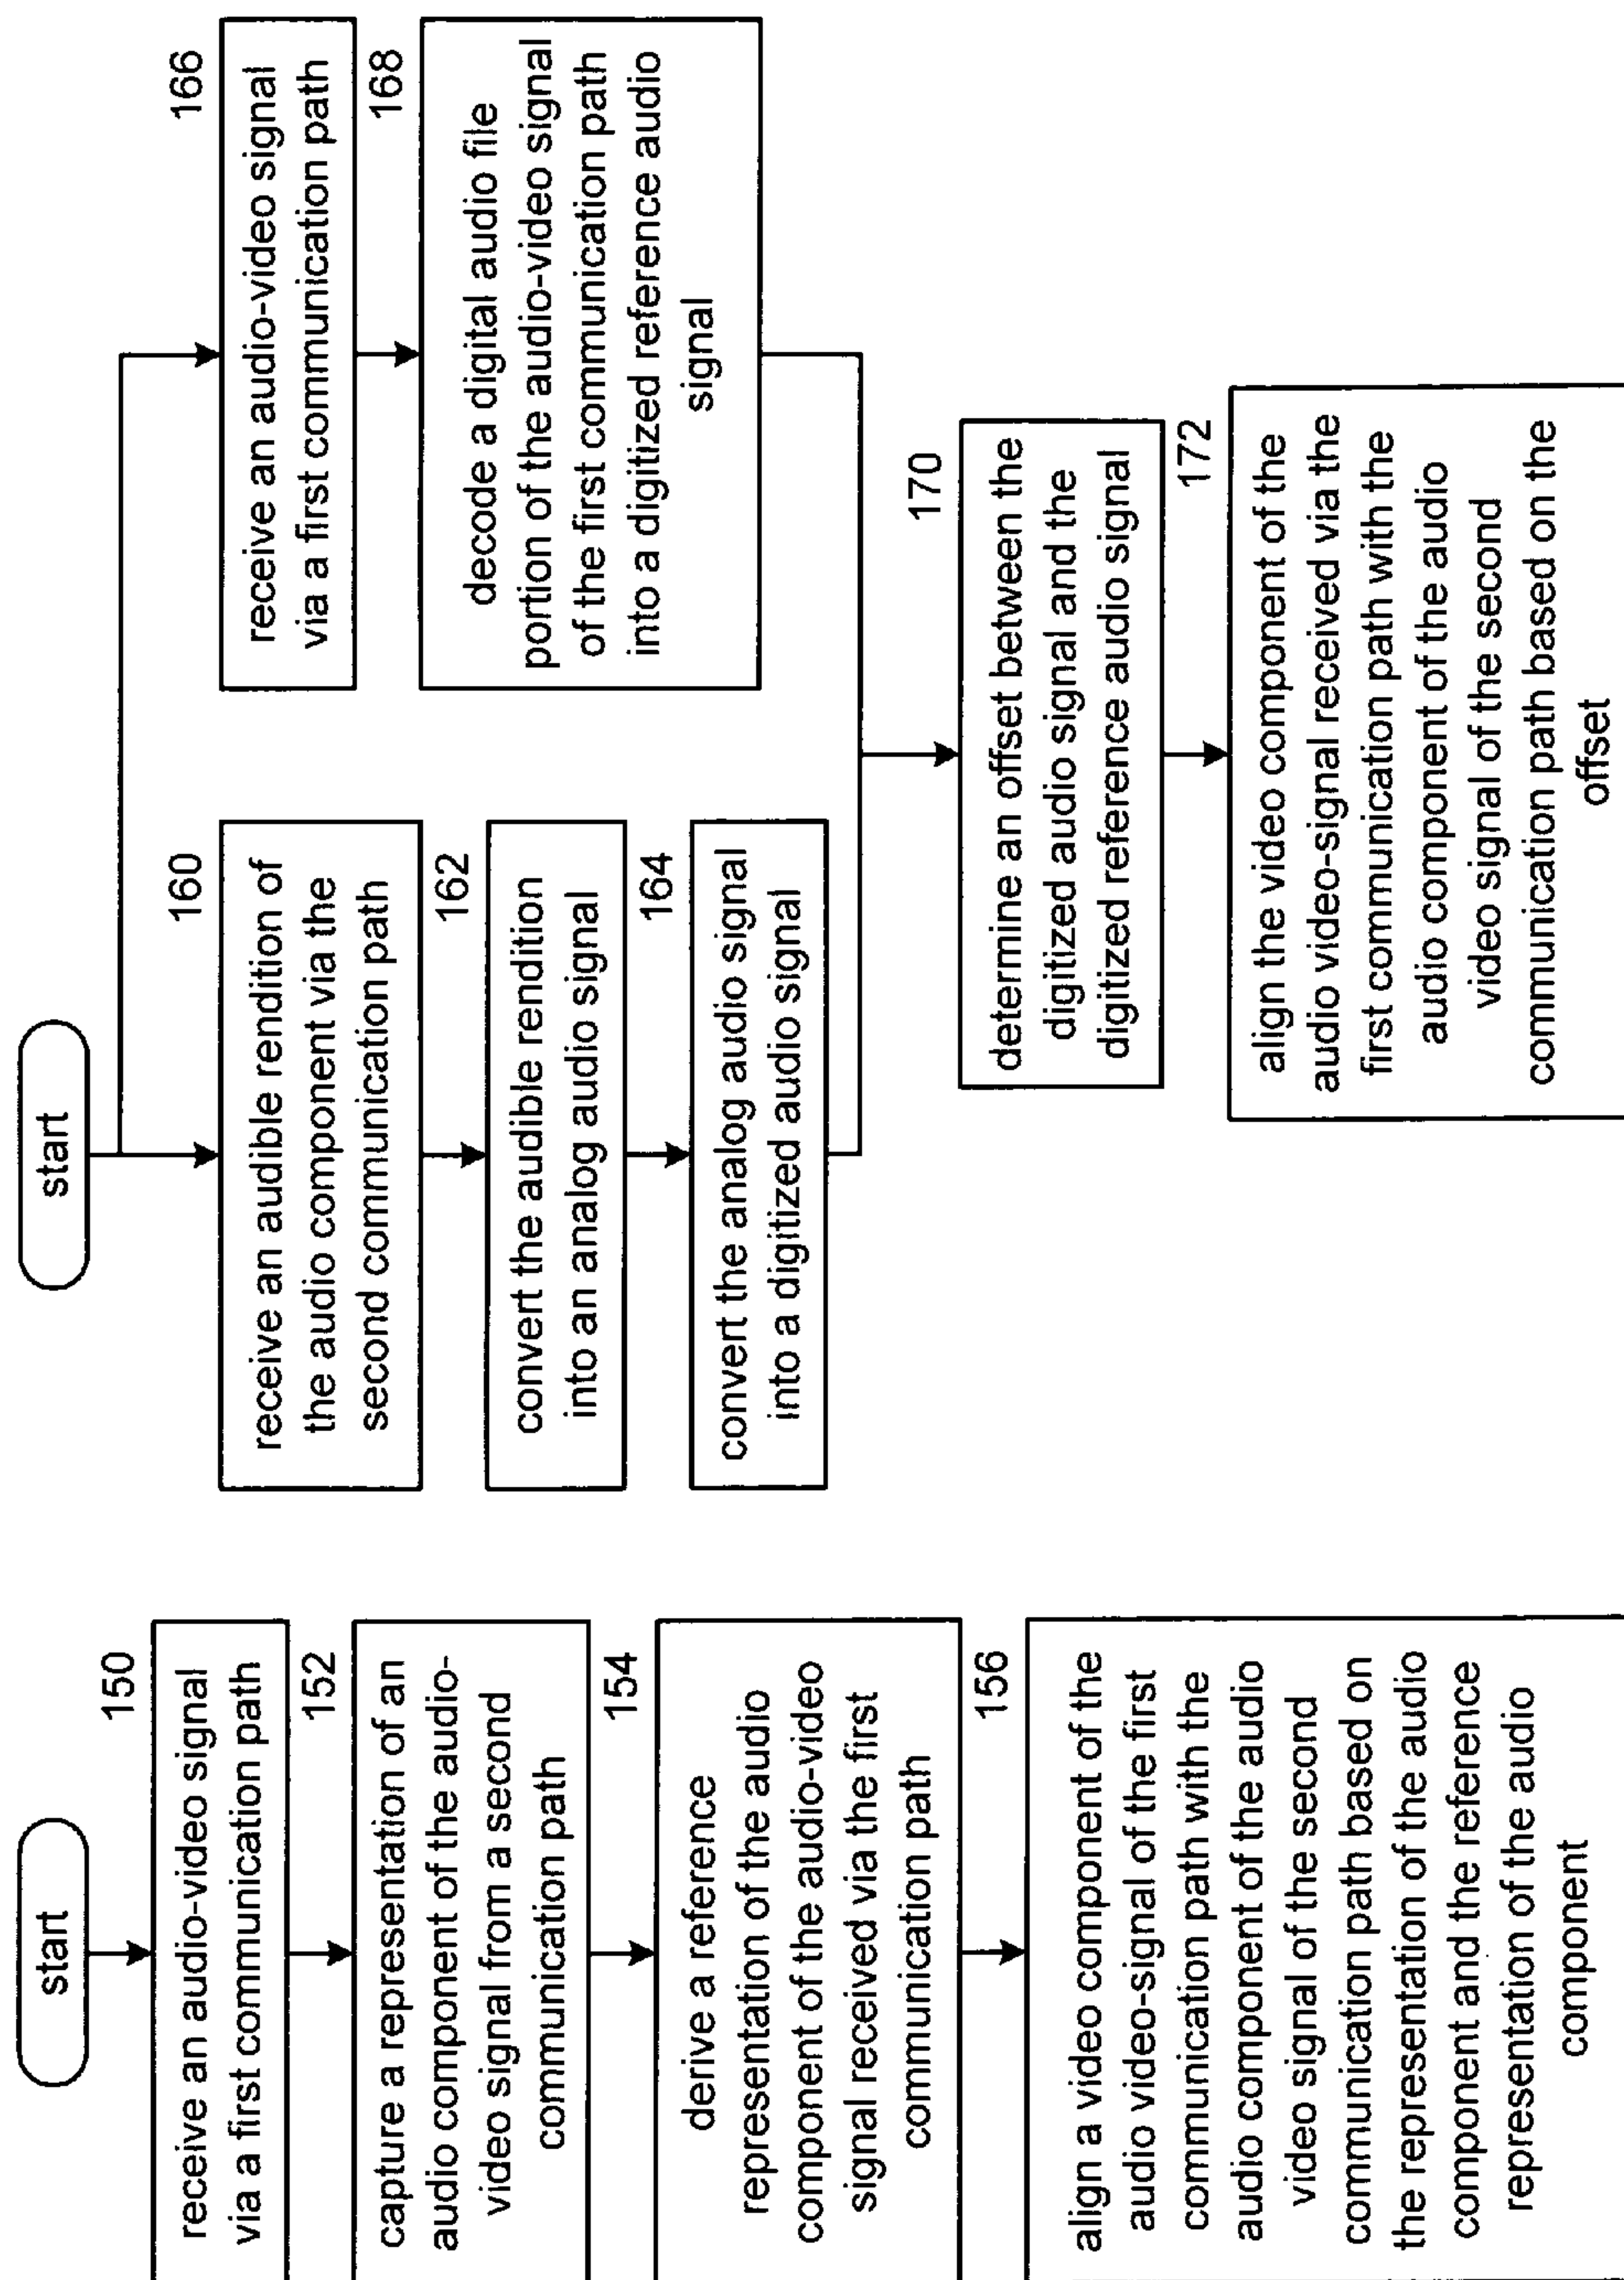 start
150
receive an audio-video signal
via a first communication path
152
capture a representation of an
audio component of the audio-
video signal from a second
communication path
154
derive a reference
representation of the audio
component of the audio-video
signal received via the first
communication path
156
align a video component of the
audio video-signal of the first
communication path with the
audio component of the audio
video signal of the second
communication path based on
the representation of the audio
component and the reference
representation of the audio
component
start
160
receive an audible rendition of
the audio component via the
second communication path
162
convert the audible rendition
into an analog audio signal
164
convert the analog audio signal
into a digitized audio signal
166
receive an audio-video signal
via a first communication path
168
decode a digital audio file
portion of the audio-video signal
of the first communication path
into a digitized reference audio
signal
170
determine an offset between the
digitized audio signal and the
digitized reference audio signal
172
align the video component of the
audio video-signal received via the
first communication path with the
audio component of the audio
video signal of the second
communication path based on the
offset